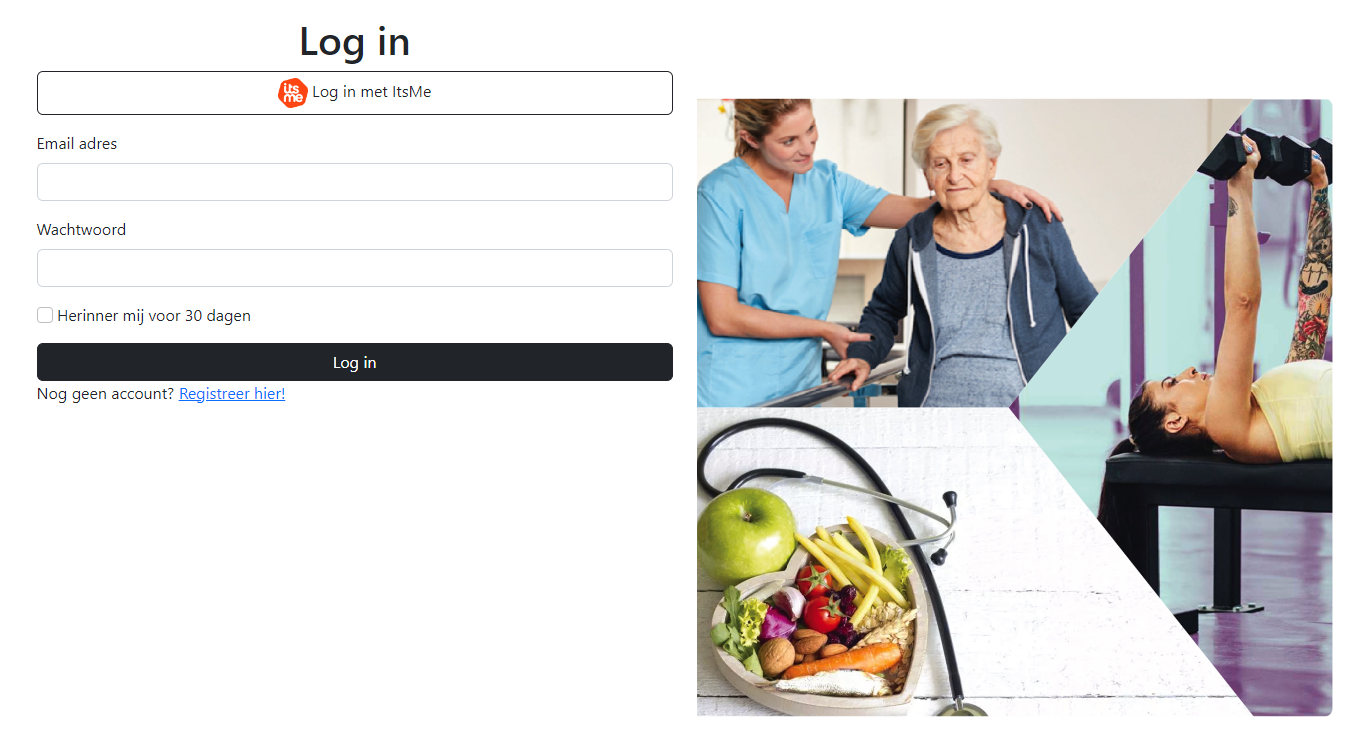 Log in
its
me
Log in met ItsMe
Email adres
Wachtwoord
Herinner mij voor 30 dagen
Log in
Nog geen account? Registreer hier!